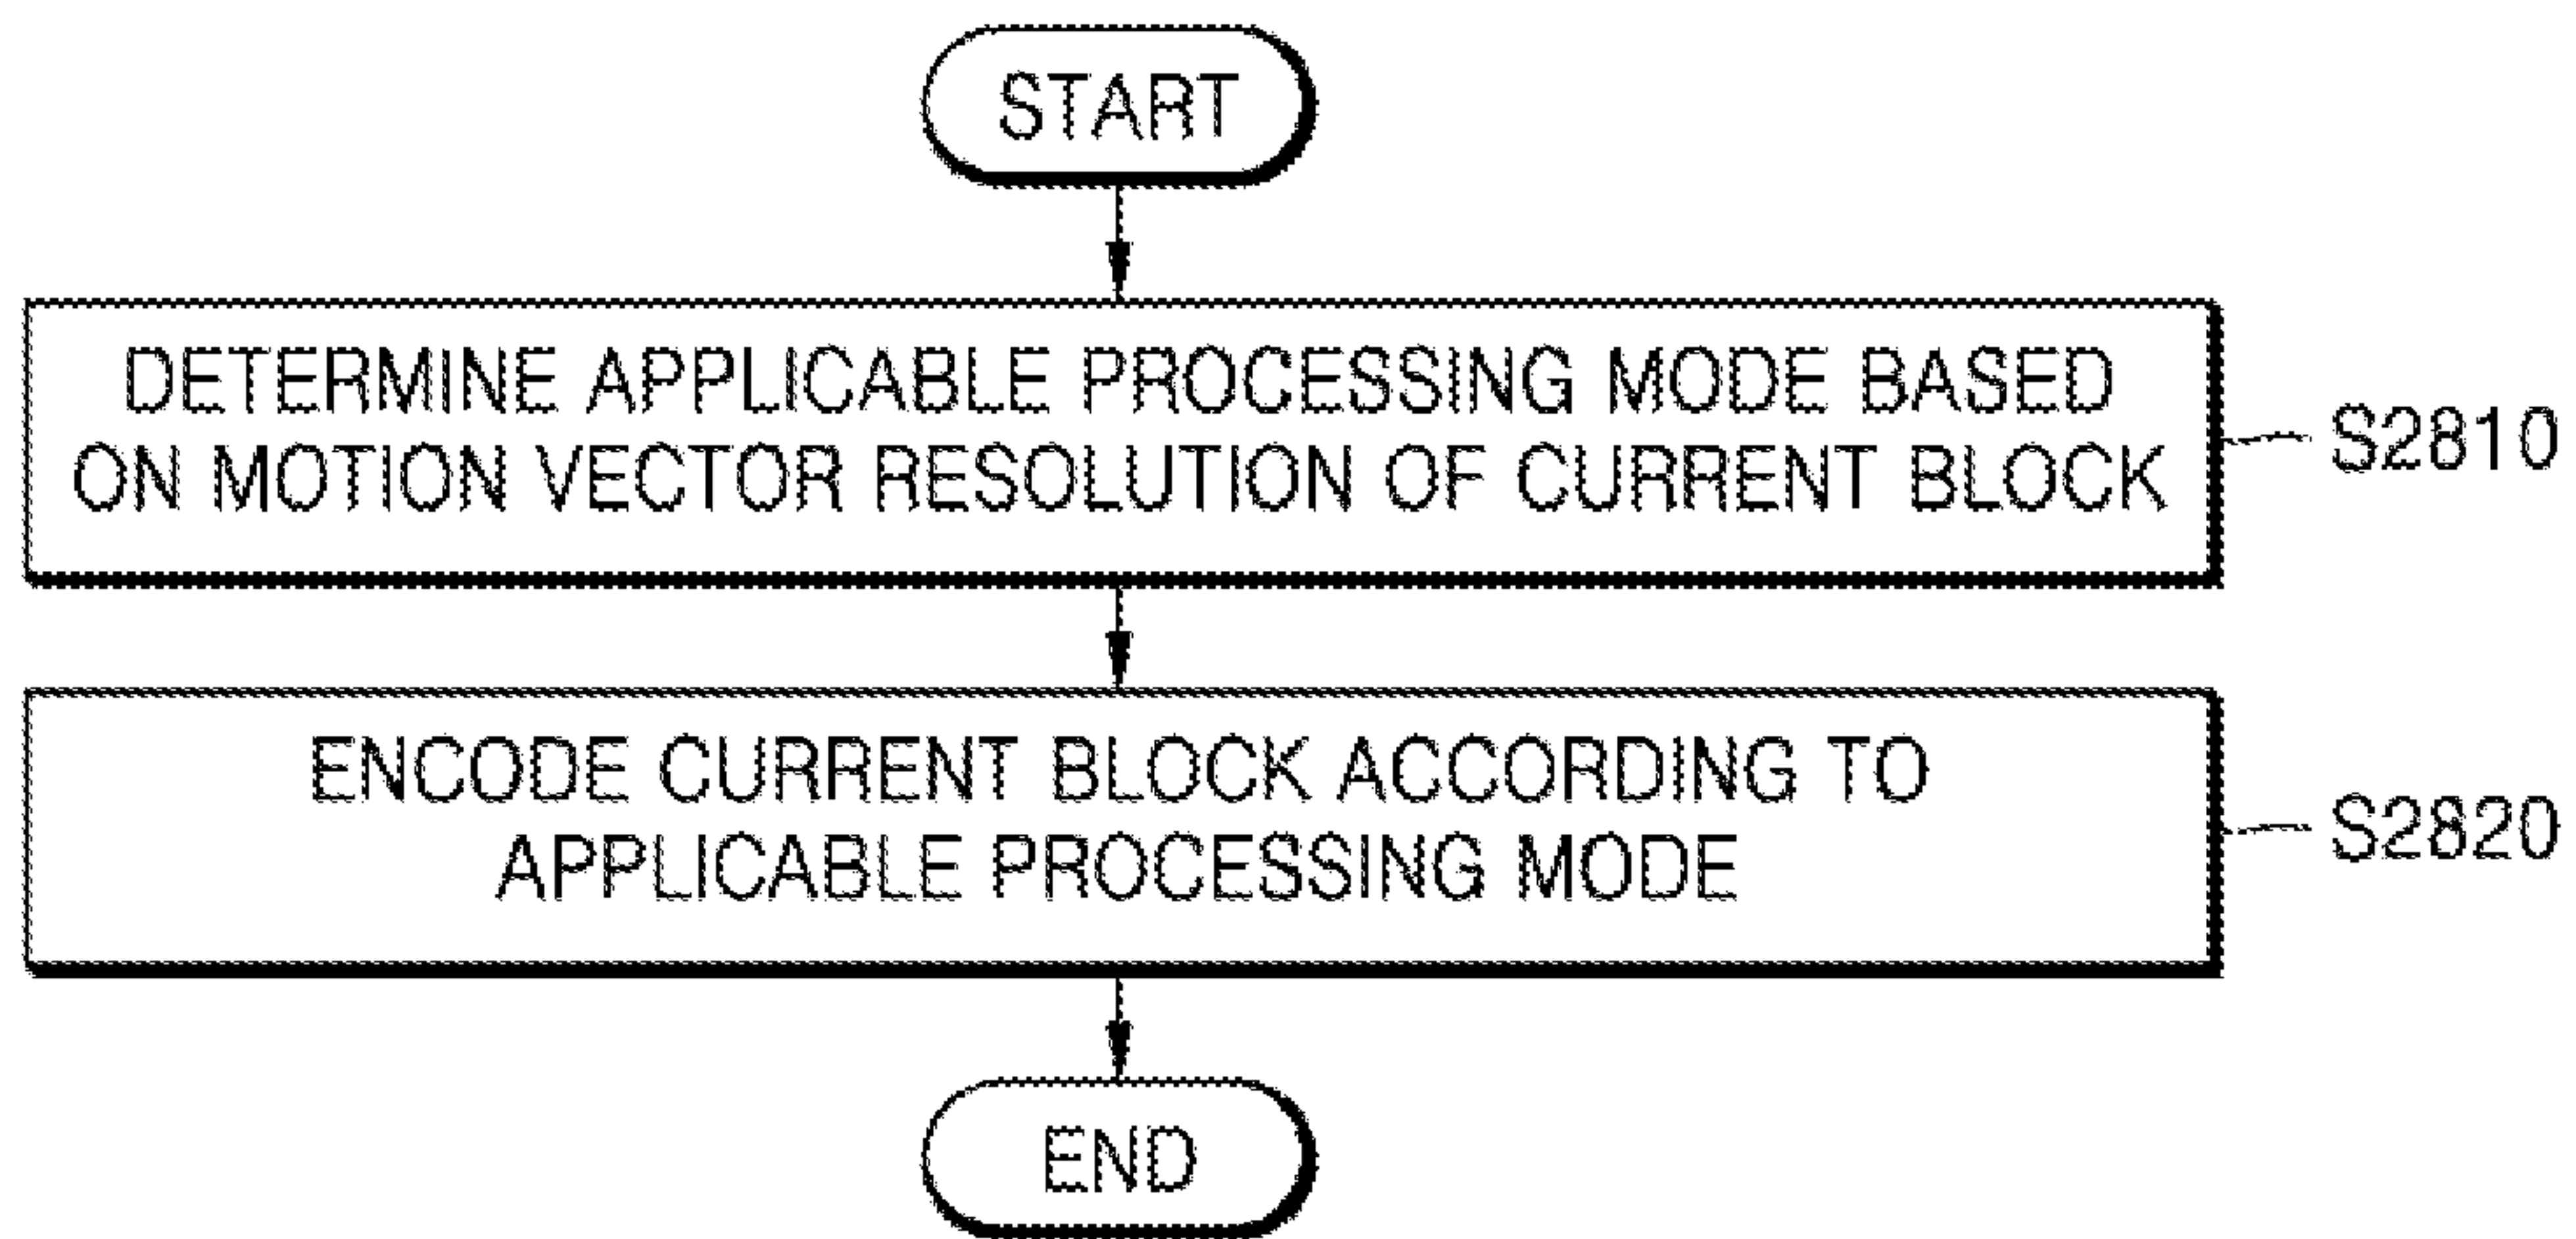 START
DETERMINE APPLICABLE PROCESSING MODE BASED
ON MOTION VECTOR RESOLUTION OF CURRENT BLOCK
S2810
ENCODE CURRENT BLOCK ACCORDING TO
APPLICABLE PROCESSING MODE
S2820
END